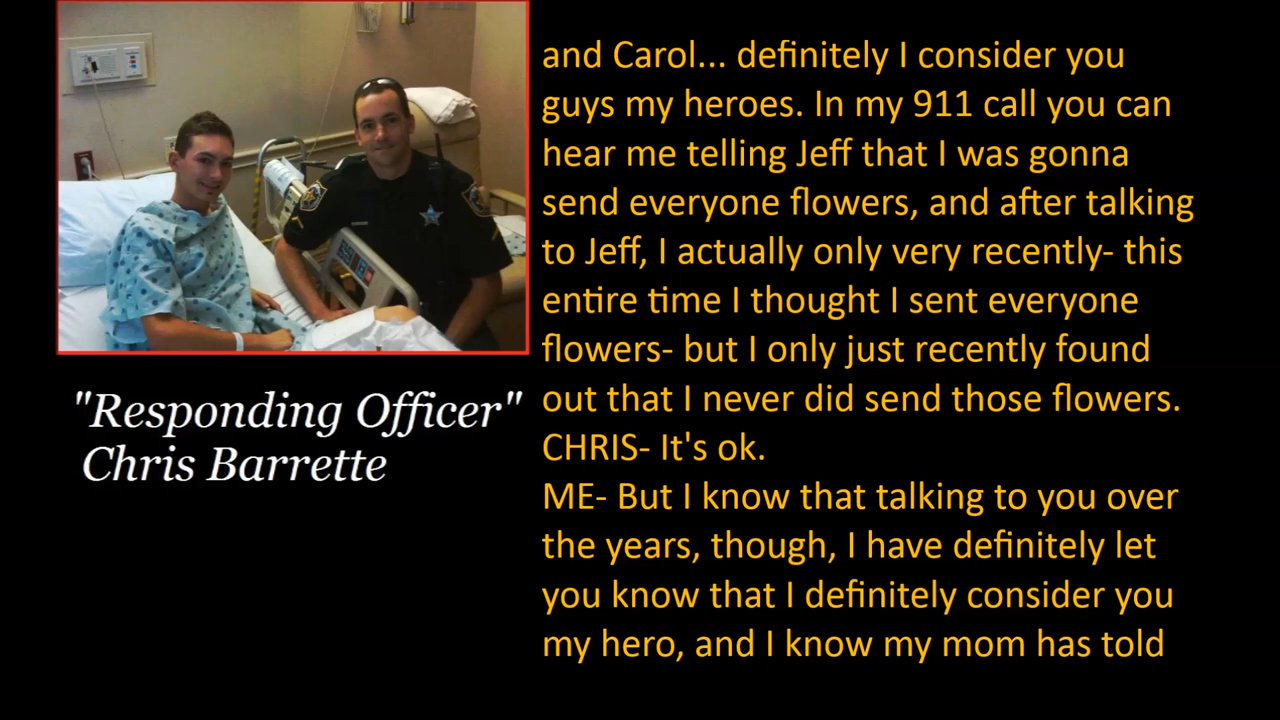 and Carol... definitely I consider you
guys my heroes. In my 911 call you can
hear me telling Jeff that I was gonna
send everyone flowers, and after talking
to Jeff, I actually only very recently- this
entire time I thought I sent everyone
flowers- but I only just recently found
out that I never did send those flowers.
CHRIS- It's ok.
ME- But I know that talking to you over
the years, though, I have definitely let
you know that I definitely consider you
my hero, and I know my mom has told
"Responding Officer"
Chris Barrette